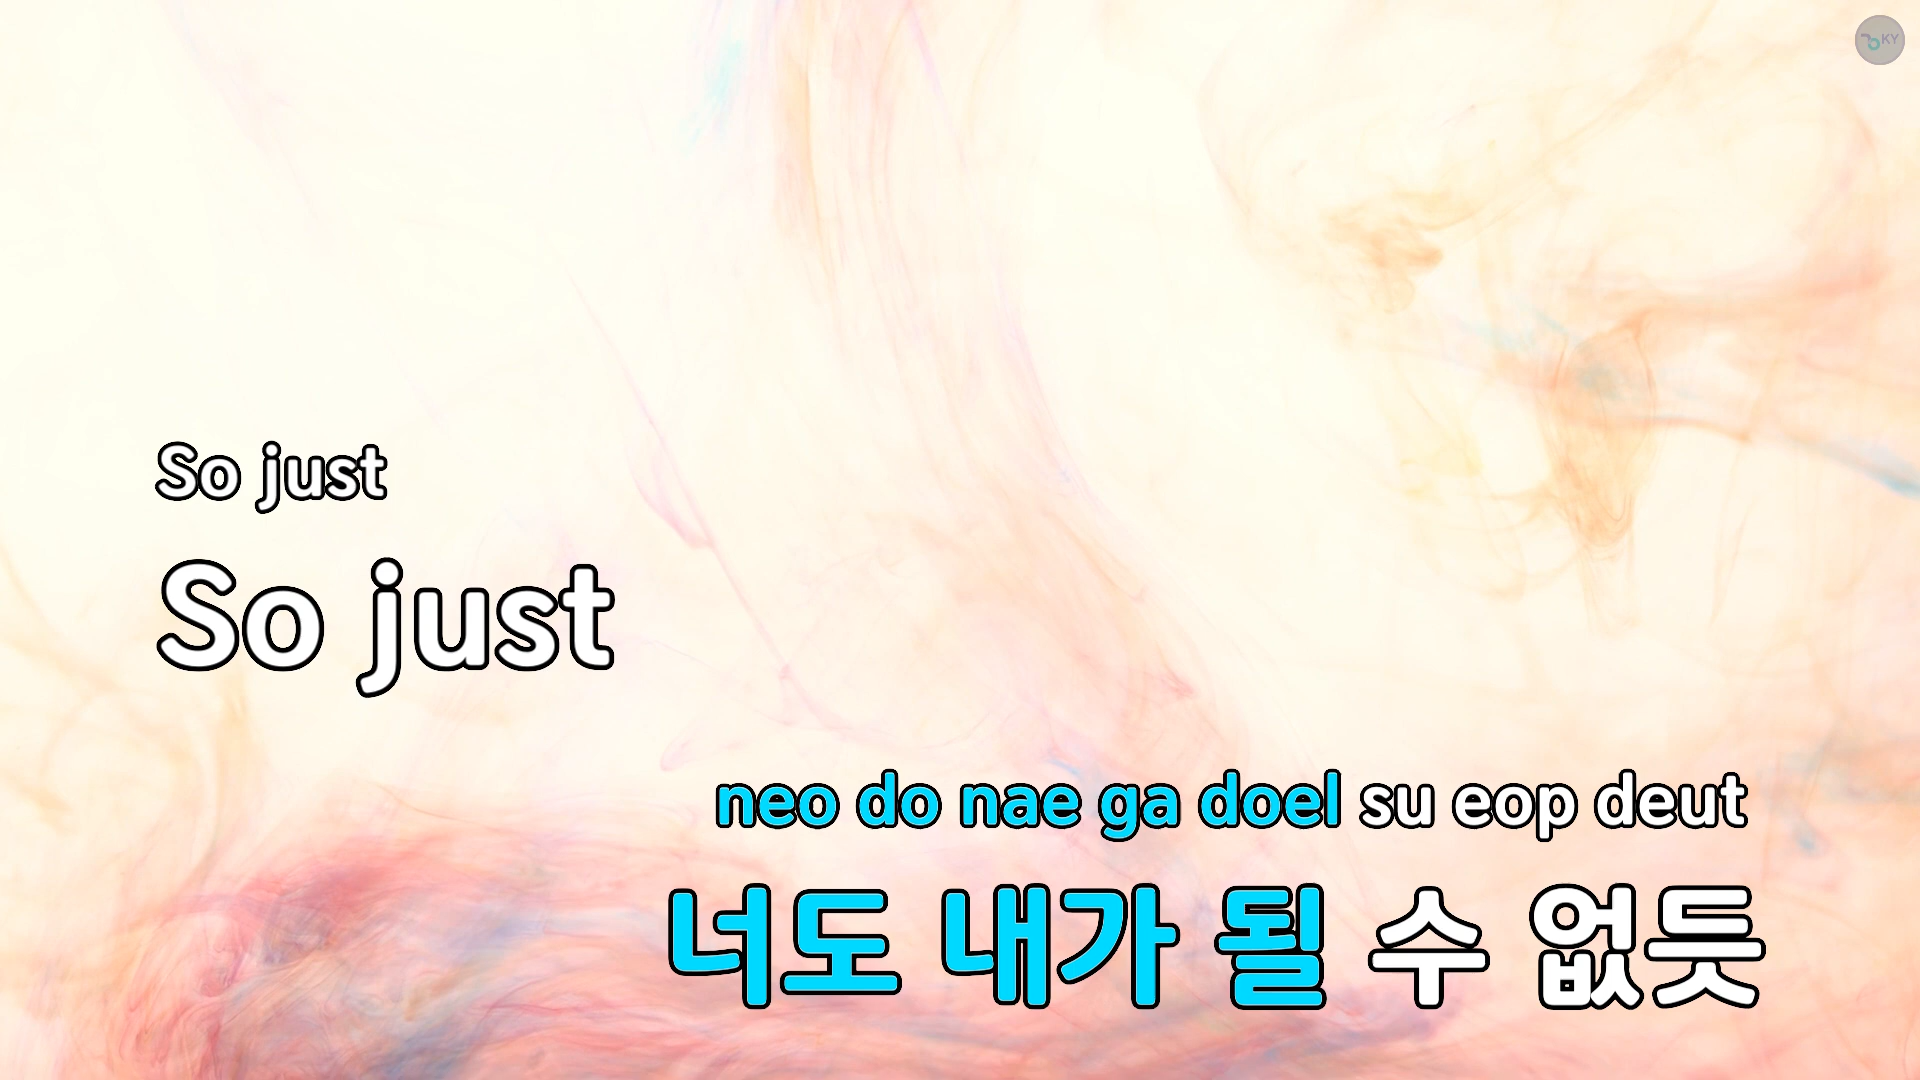 KY
So just
So just
neo do nae ga doel su eop deut
너도 내가 될 수 없듯